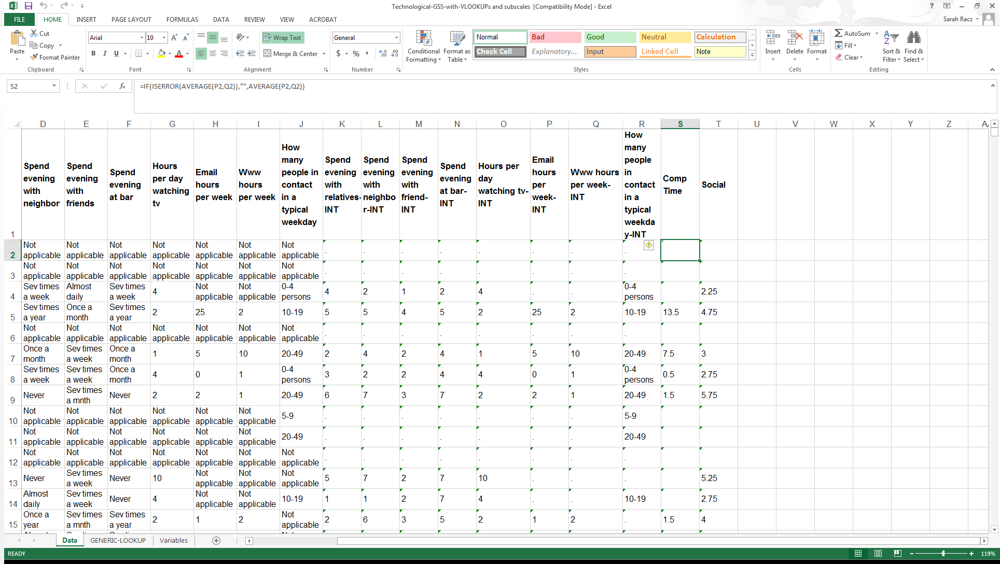 Technological-GSS-with-VLOOKUPs and subscales [Compatibility Mode] - Excel
FILE HOME INSERT PAGE LAYOUT FORMULAS DATA REVIEW VIEW ACROBAT Sarah Racz
Paste
Cut
Copy
Format Painter
Clipboard
Arial 10
B I U
Font
Wrap Text
Merge & Center
Alignment
General
$ % ,
Number
Conditional Formatting
Format as Table
Normal Bad Good Neutral Calculation
Check Cell Explanatory... Input Linked Cell Note
Styles
Insert Delete Format
Cells
AutoSum
Fill
Clear
Sort & Filter
Find & Select
Editing
S2 fx =IF(ISERROR(AVERAGE(P2,Q2)),"",AVERAGE(P2,Q2))
D E F G H I J K L M N O P Q R S T U V W X Y Z
1 Spend evening with neighbor Spend evening with friends Spend evening at bar Hours per day watching tv Email hours per week Www hours per week How many people in contact in a typical weekday Spend evening with relatives-INT Spend evening with neighbor-INT Spend evening with friend-INT Spend evening at bar-INT Hours per day watching tv-INT Email hours per week-INT Www hours per week-INT How many people in contact in a typical weekday-INT Comp Time Social
2 Not applicable Not applicable Not applicable Not applicable Not applicable Not applicable Not applicable . . . . . . . .
3 Not applicable Not applicable Not applicable Not applicable Not applicable Not applicable Not applicable . . . . . . . .
4 Sev times a week Almost daily Sev times a week 4 Not applicable Not applicable 0-4 persons 4 2 1 2 4 . . 0-4 persons 2.25
5 Sev times a year Once a month Sev times a year 2 25 2 10-19 5 5 4 5 2 25 2 10-19 13.5 4.75
6 Not applicable Not applicable Not applicable Not applicable Not applicable Not applicable Not applicable . . . . . . . .
7 Once a month Sev times a week Once a month 1 5 10 20-49 2 4 2 4 1 5 10 20-49 7.5 3
8 Sev times a week Sev times a week Once a month 4 0 1 0-4 persons 3 2 2 4 4 0 1 0-4 persons 0.5 2.75
9 Never Sev times a mnth Never 2 2 1 20-49 6 7 3 7 2 2 1 20-49 1.5 5.75
10 Not applicable Not applicable Not applicable Not applicable Not applicable Not applicable 5-9 . . . . . . . 5-9
11 Not applicable Not applicable Not applicable Not applicable Not applicable Not applicable 20-49 . . . . . . . 20-49
12 Not applicable Not applicable Not applicable Not applicable Not applicable Not applicable Not applicable . . . . . . . .
13 Never Sev times a week Never 10 Not applicable Not applicable Not applicable 5 7 2 7 10 . . . 5.25
14 Almost daily Sev times a week Never 4 Not applicable Not applicable 10-19 1 1 2 7 4 . . 10-19 2.75
15 Once a year Sev times a mnth Sev times a year 2 1 2 Not applicable 2 6 3 5 2 1 2 . 1.5 4
Data GENERIC-LOOKUP Variables
READY 119%